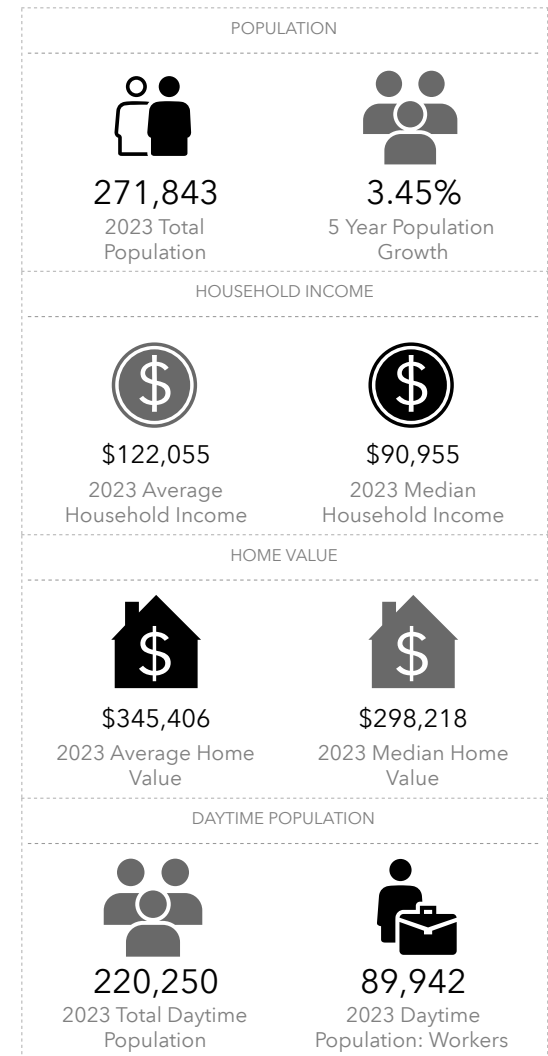 POPULATION
271,843
2023 Total
Population
3.45%
5 Year Population
Growth
HOUSEHOLD INCOME
$
$122,055
2023 Average
Household Income
$
$90,955
2023 Median
Household Income
HOME VALUE
$
$345,406
2023 Average Home
Value
$
$298,218
2023 Median Home
Value
DAYTIME POPULATION
220,250
2023 Total Daytime
Population
89,942
2023 Daytime
Population: Workers